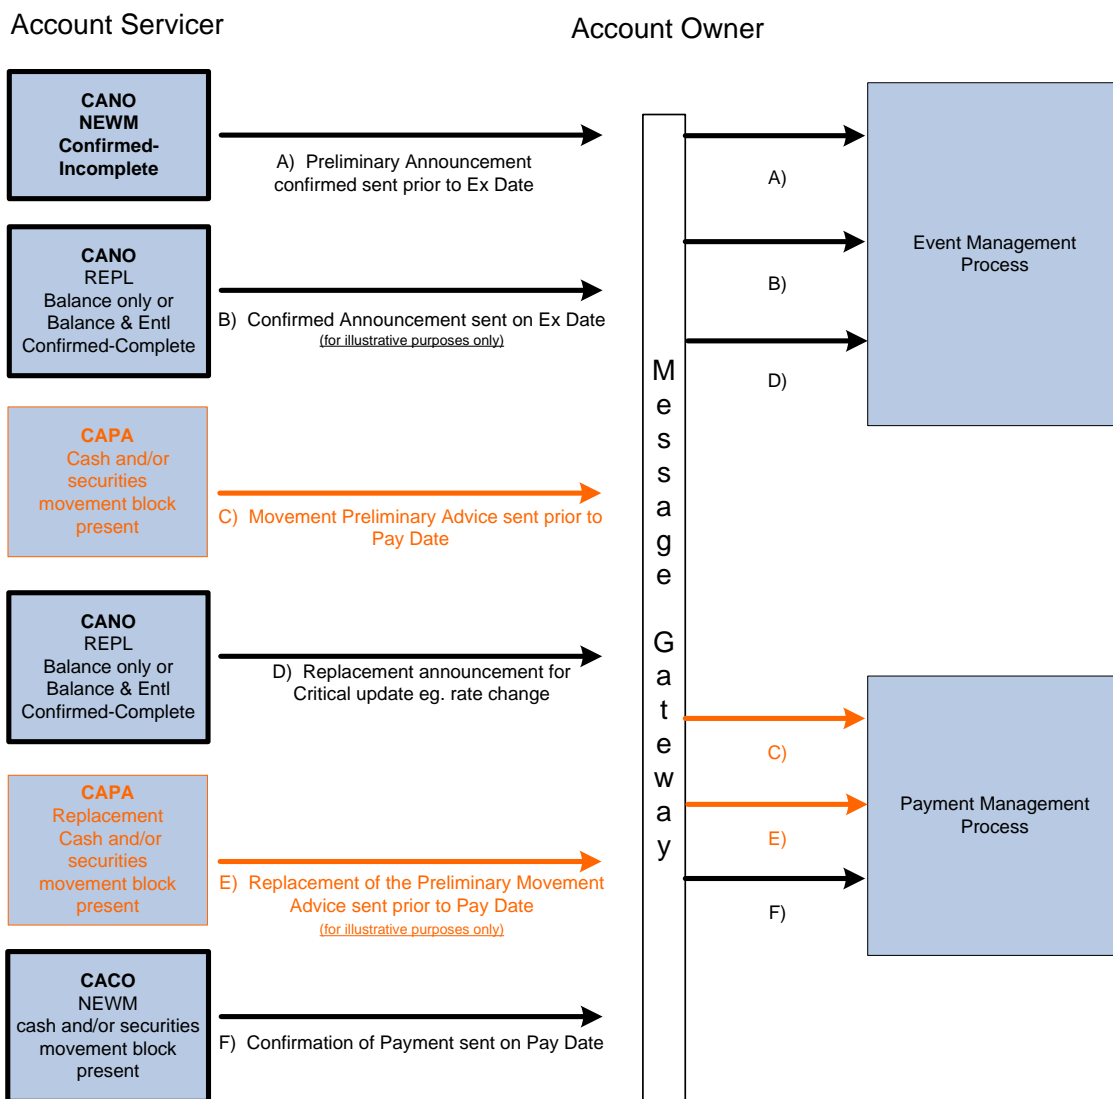 Account Servicer
Account Owner
CANO
NEWM
Confirmed-
Incomplete
A) Preliminary Announcement
confirmed sent prior to Ex Date
A)
CANO
REPL
Balance only or
Balance & Entl
Confirmed-Complete
B) Confirmed Announcement sent on Ex Date
(for illustrative purposes only)
B)
Event Management
Process
D)
CAPA
Cash and/or
securities
movement block
present
C) Movement Preliminary Advice sent prior to
Pay Date
Message
Gateway
CANO
REPL
Balance only or
Balance & Entl
Confirmed-Complete
D) Replacement announcement for
Critical update eg. rate change
C)
CAPA
Replacement
Cash and/or
securities
movement block
present
E) Replacement of the Preliminary Movement
Advice sent prior to Pay Date
(for illustrative purposes only)
E)
Payment Management
Process
F)
CACO
NEWM
cash and/or securities
movement block
present
F) Confirmation of Payment sent on Pay Date